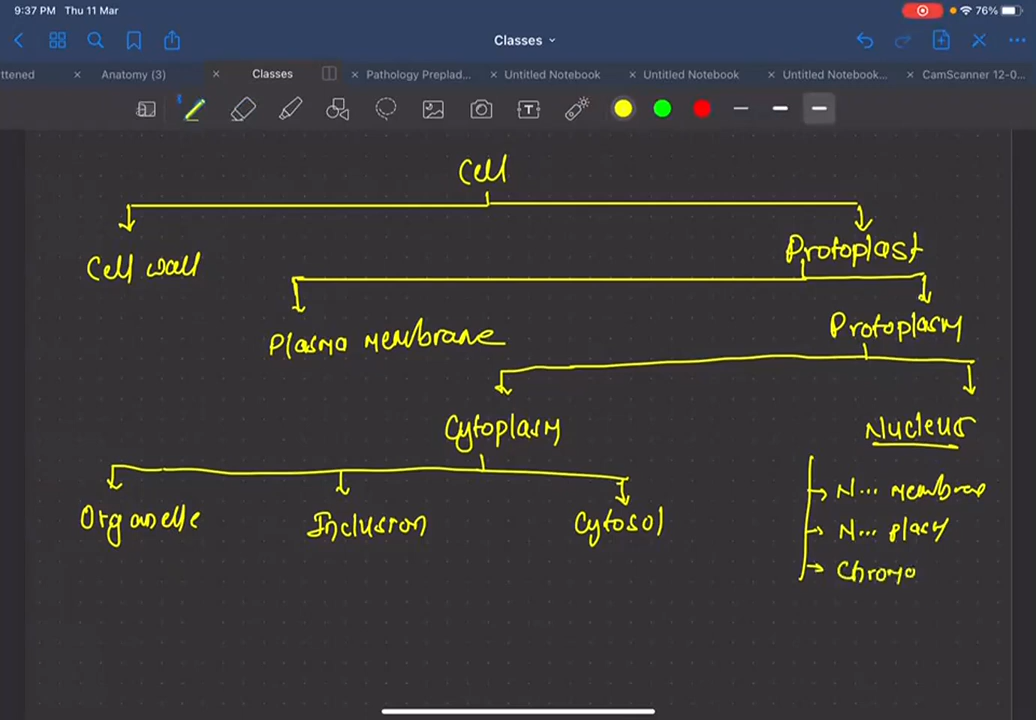 9:37 PM Thu 11 Mar
76%
Classes
ttened
Anatomy (3)
Classes
Pathology Preplad...
Untitled Notebook
Untitled Notebook
Untitled Notebook...
CamScanner 12-0...
Cell
Cell wall
Protoplast
Plasma Membrane
Protoplasm
Cytoplasm
Nucleus
Organelle
Inclusion
Cytosol
N... Membran
N... plasm
Chromo